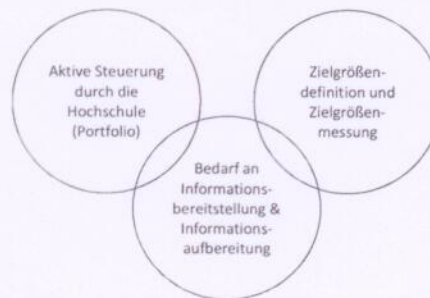 Aktive Steuerung
durch die
Hochschule
(Portfolio)
Zielgrößen-
definition und
Zielgrößen-
messung
Bedarf an
Informations-
bereitstellung &
Informations-
aufbereitung